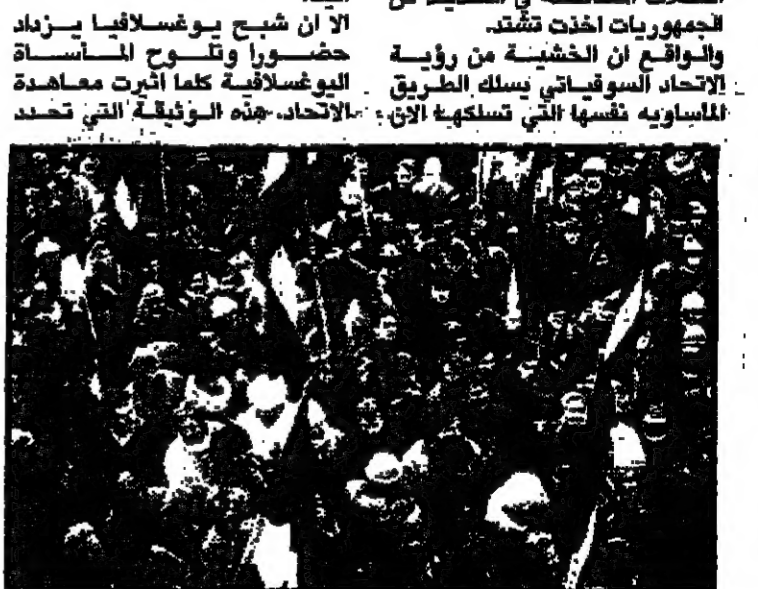 الجمهوريات اخذت تشتد.
والواقع ان الخشية من رؤية
الاتحاد السوفياتي يسلك الطريق
المأساويه نفسها التي تسلكها الان
الا ان شبح يوغسلافيا يزداد
حضورا وتلوح المأساة
اليوغسلافية كلما اثيرت معاهدة
الاتحاد. هذه الوثيقة التي تحدد